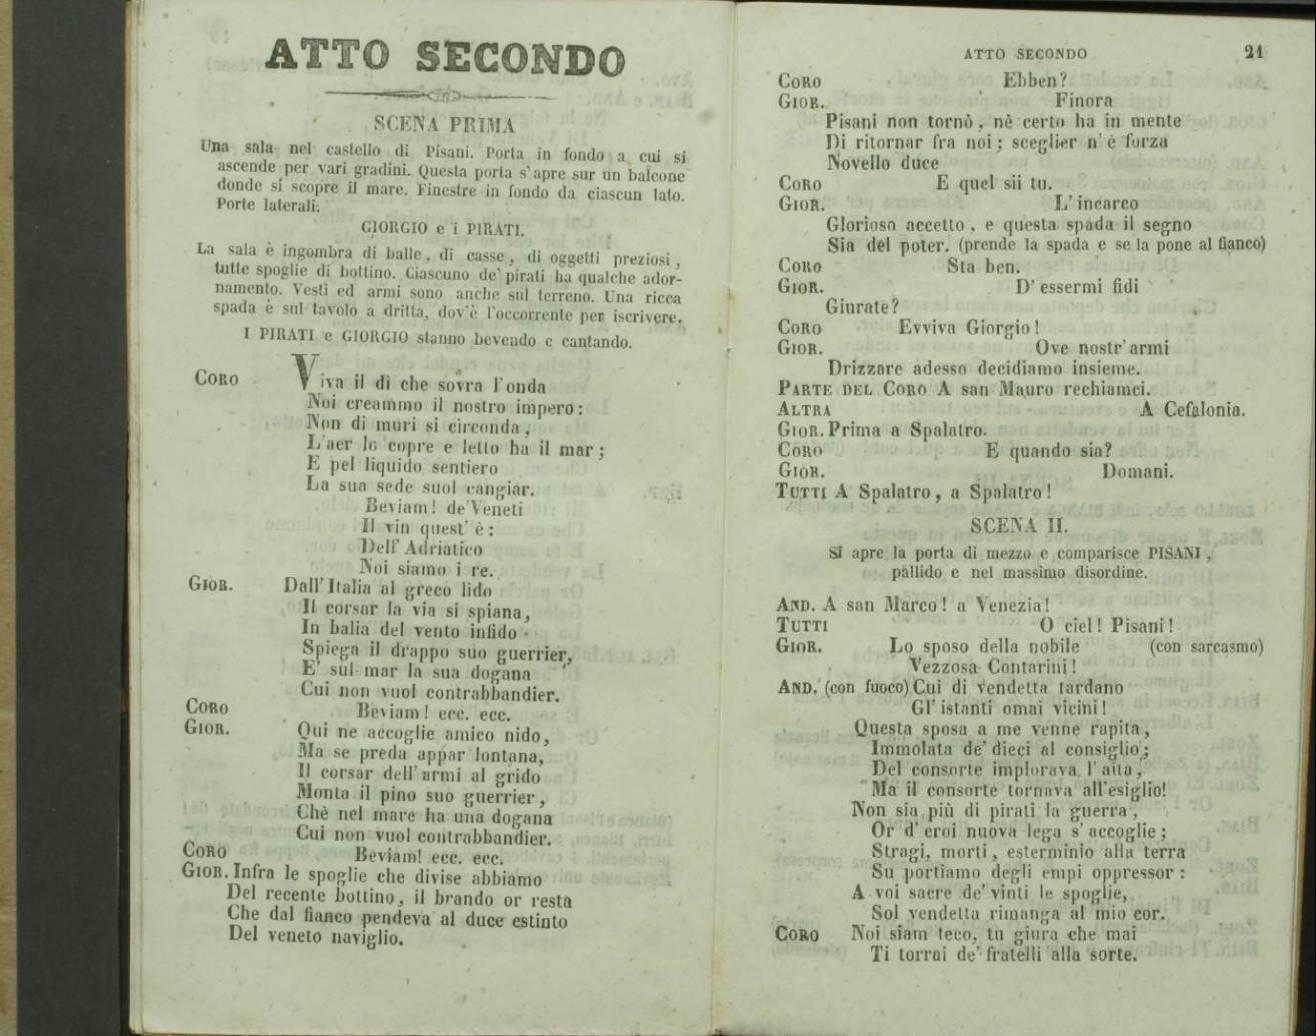 ATTO SECONDO
SCENA PRIMA
Una sala nel castello di Pisani. Porta in fondo a cui si
ascende per vari gradini. Questa porta s'apre sur un balcone
donde si scopre il mare. Finestre in fondo da ciascun lato.
Porte laterali.
GIORGIO e i PIRATI.
La sala è ingombra di balle, di casse, di oggetti preziosi,
tutte spoglie di bottino. Ciascuno de' pirati ha qualche ador-
namento. Vesti ed armi sono anche sul terreno. Una ricca
spada è sul tavolo a dritta, dov'è l'occorrente per iscrivere.
I PIRATI e GIORGIO stanno bevendo e cantando.
CORO Viva il dì che sovra l'onda
Noi creammo il nostro impero:
Non di muri si circonda,
L'aer lo copre e letto ha il mar;
E pel liquido sentiero
La sua sede suol cangiar.
Beviam! de' Veneti
Il vin quest' è:
Dell' Adriatico
Noi siamo i re.
GIOR. Dall'Italia al greco lido
Il corsar la via si spiana,
In balia del vento infido
Spiega il drappo suo guerrier,
E' sul mar la sua dogana
Cui non vuol contrabbandier.
CORO Beviam! ecc. ecc.
GIOR. Qui ne accoglie amico nido,
Ma se preda appar lontana,
Il corsar dell'armi al grido
Monta il pino suo guerrier,
Chè nel mare ha una dogana
Cui non vuol contrabbandier.
CORO Beviam! ecc. ecc.
GIOR. Infra le spoglie che divise abbiamo
Del recente bottino, il brando or resta
Che dal fianco pendeva al duce estinto
Del veneto naviglio.
ATTO SECONDO 21
CORO Ebben?
GIOR. Finora
Pisani non tornò, nè certo ha in mente
Di ritornar fra noi; sceglier n'è forza
Novello duce
CORO E quel sii tu.
GIOR. L'incarco
Glorioso accetto, e questa spada il segno
Sia del poter. (prende la spada e se la pone al fianco)
CORO Sta ben.
GIOR. D'essermi fidi
Giurate?
CORO Evviva Giorgio!
GIOR. Ove nostr'armi
Drizzare adesso decidiamo insieme.
PARTE DEL CORO A san Mauro rechiamci.
ALTRA A Cefalonia.
GIOR. Prima a Spalatro.
CORO E quando sia?
GIOR. Domani.
TUTTI A Spalatro, a Spalatro!
SCENA II.
Si apre la porta di mezzo e comparisce PISANI,
pallido e nel massimo disordine.
AND. A san Marco! a Venezia!
TUTTI O ciel! Pisani!
GIOR. Lo sposo della nobile (con sarcasmo)
Vezzosa Contarini!
AND. (con fuoco) Cui di vendetta tardano
Gl' istanti omai vicini!
Questa sposa a me venne rapita,
Immolata de' dieci al consiglio;
Del consorte implorava l'aita,
Ma il consorte tornava all'esiglio!
Non sia più di pirati la guerra,
Or d'eroi nuova lega s'accoglie;
Stragi, morti, esterminio alla terra
Su portiamo degli empi oppressor:
A voi sacre de' vinti le spoglie,
Sol vendetta rimanga al mio cor.
CORO Noi siam teco, tu giura che mai
Ti torrai de' fratelli alla sorte.